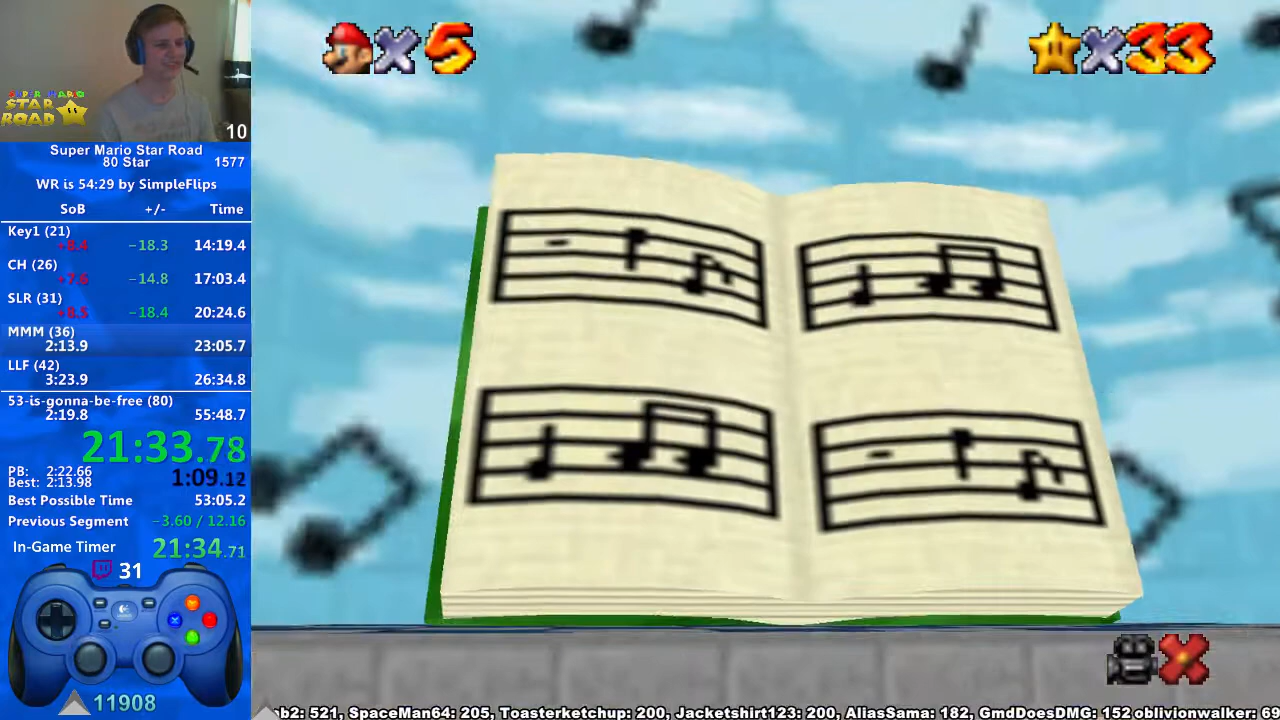 5
33
SUPER MARIO
STAR
ROAD
10
Super Mario Star Road
80 Star 1577
WR is 54:29 by SimpleFlips
SoB +/- Time
Key1 (21)
+8.4 −18.3 14:19.4
CH (26)
+7.6 −14.8 17:03.4
SLR (31)
+8.5 −18.4 20:24.6
MMM (36)
2:13.9 23:05.7
LLF (42)
3:23.9 26:34.8
53-is-gonna-be-free (80)
2:19.8 55:48.7
21:33.78
PB: 2:22.66
Best: 2:13.98
1:09.12
Best Possible Time 53:05.2
Previous Segment −3.60 / 12.16
In-Game Timer 21:34.71
31
11908
b2: 521, SpaceMan64: 205, Toasterketchup: 200, Jacketshirt123: 200, AliasSama: 182, GmdDoesDMG: 152 oblivionwalker: 69